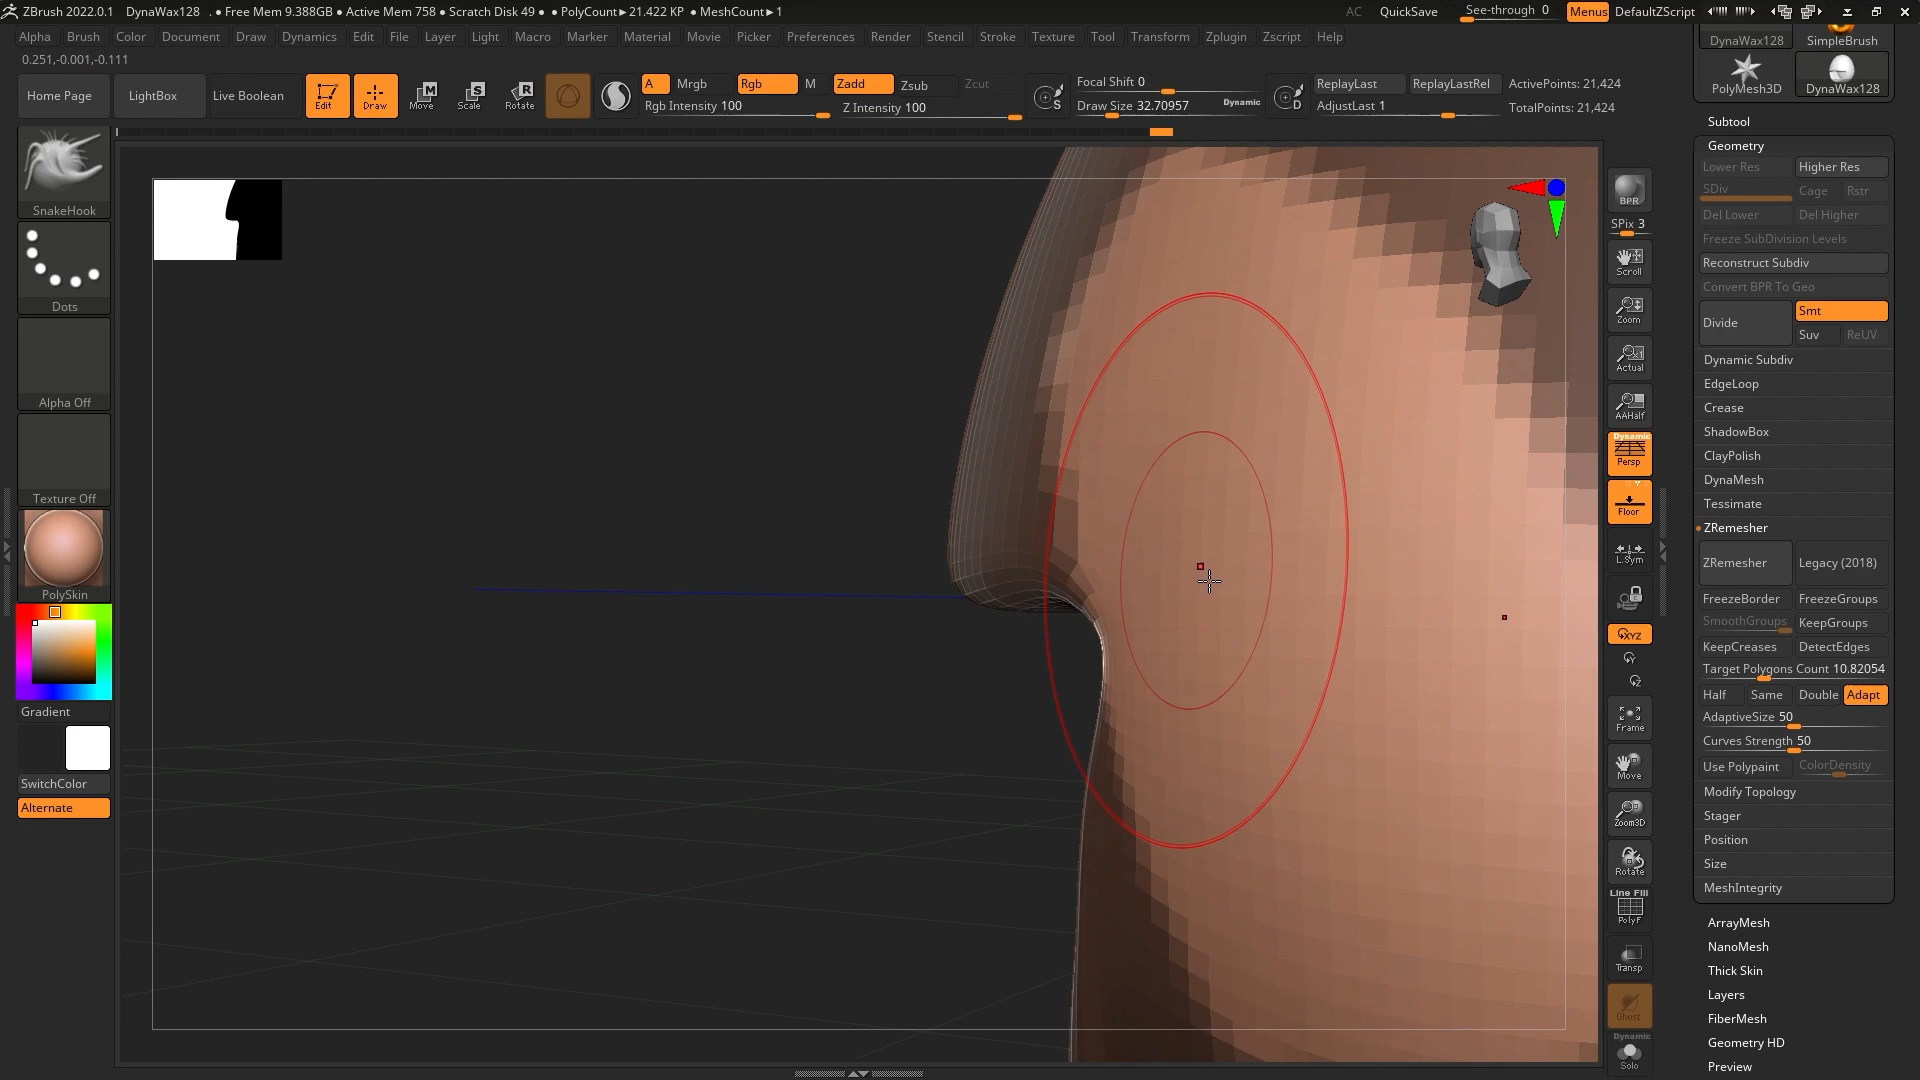 ZBrush 2022.0.1 DynaWax128 . ● Free Mem 9.388GB ● Active Mem 758 ● Scratch Disk 49 ● ● PolyCount► 21.422 KP ● MeshCount► 1 AC QuickSave See-through 0 Menus DefaultZScript
Alpha Brush Color Document Draw Dynamics Edit File Layer Light Macro Marker Material Movie Picker Preferences Render Stencil Stroke Texture Tool Transform Zplugin Zscript Help
0.251,-0.001,-0.111
Home Page LightBox Live Boolean Edit Draw Move Scale Rotate
A Mrgb Rgb M Zadd Zsub Zcut
Rgb Intensity 100 Z Intensity 100
Focal Shift 0
Draw Size 32.70957 Dynamic
ReplayLast ReplayLastRel ActivePoints: 21,424
AdjustLast 1 TotalPoints: 21,424
SnakeHook
Dots
Alpha Off
Texture Off
PolySkin
Gradient
SwitchColor
Alternate
BPR
SPix 3
Scroll
Zoom
Actual
AAHalf
Dynamic
Persp
Floor
L.Sym
XYZ
Y
Z
Frame
Move
Zoom3D
Rotate
Line Fill
PolyF
Transp
Ghost
Dynamic
Solo
DynaWax128 SimpleBrush
PolyMesh3D DynaWax128
Subtool
Geometry
Lower Res Higher Res
SDiv Cage Rstr
Del Lower Del Higher
Freeze SubDivision Levels
Reconstruct Subdiv
Convert BPR To Geo
Divide Smt
Suv ReUV
Dynamic Subdiv
EdgeLoop
Crease
ShadowBox
ClayPolish
DynaMesh
Tessimate
ZRemesher
ZRemesher Legacy (2018)
FreezeBorder FreezeGroups
SmoothGroups KeepGroups
KeepCreases DetectEdges
Target Polygons Count 10.82054
Half Same Double Adapt
AdaptiveSize 50
Curves Strength 50
Use Polypaint ColorDensity
Modify Topology
Stager
Position
Size
MeshIntegrity
ArrayMesh
NanoMesh
Thick Skin
Layers
FiberMesh
Geometry HD
Preview